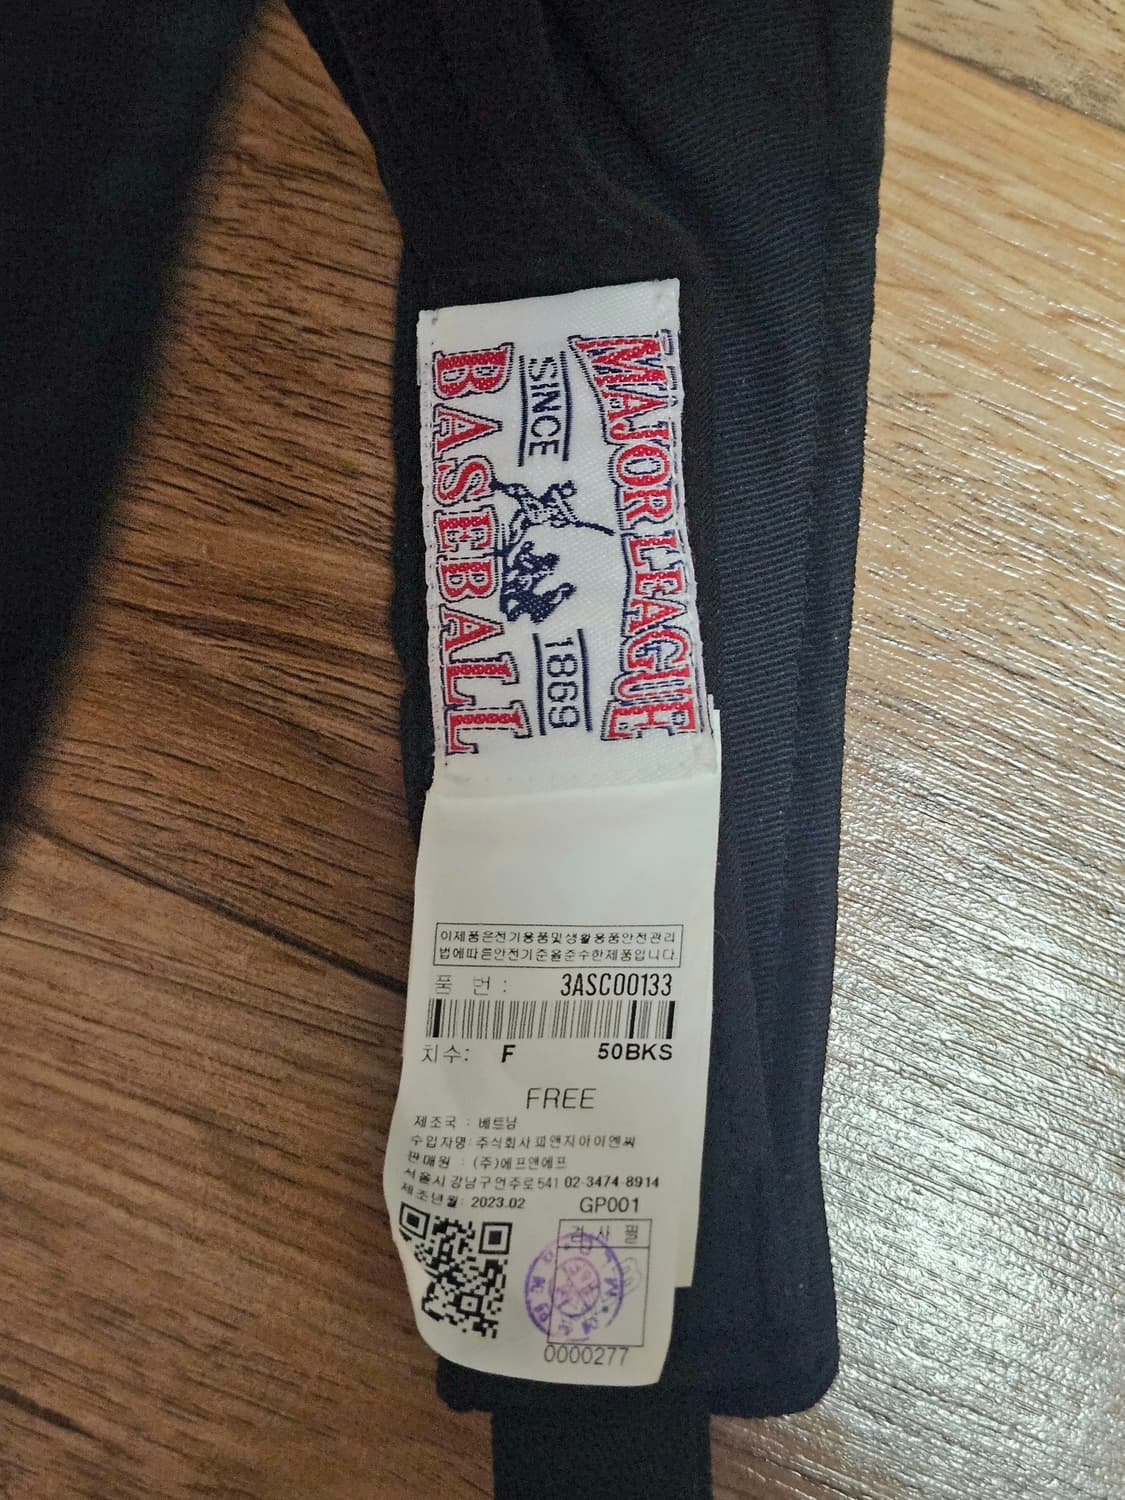 MAJOR LEAGUE
SINCE 1869
BASEBALL
이제품은전기용품및생활용품안전관리
법에따른안전기준을준수한제품입니다.
품 번 : 3ASC00133
치수: F 50BKS
FREE
제조국 : 베트남
수입자명: 주식회사 피앤지아이엔씨
판매원 : (주)에프앤에프
서울시 강남구언주로541 02-3474-8914
제조년월: 2023.02 GP001
검 사 필
0000277